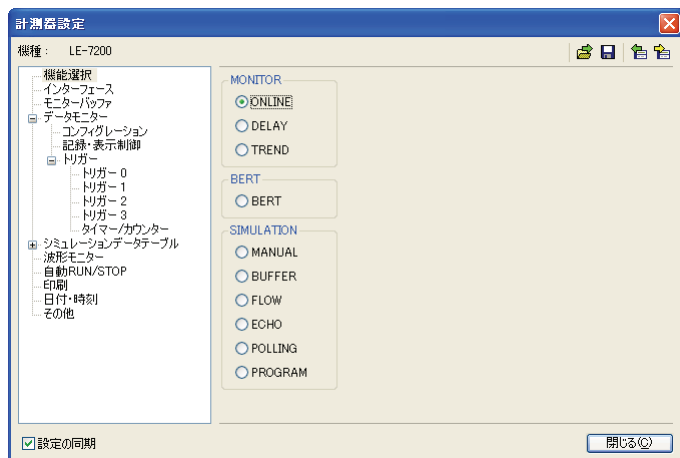 計測器設定
機種： LE-7200
機能選択
インターフェース
モニターバッファ
データモニター
コンフィグレーション
記録・表示制御
トリガー
トリガー 0
トリガー 1
トリガー 2
トリガー 3
タイマー/カウンター
シミュレーションデータテーブル
波形モニター
自動RUN/STOP
印刷
日付・時刻
その他
MONITOR
ONLINE
DELAY
TREND
BERT
BERT
SIMULATION
MANUAL
BUFFER
FLOW
ECHO
POLLING
PROGRAM
設定の同期
閉じる(C)